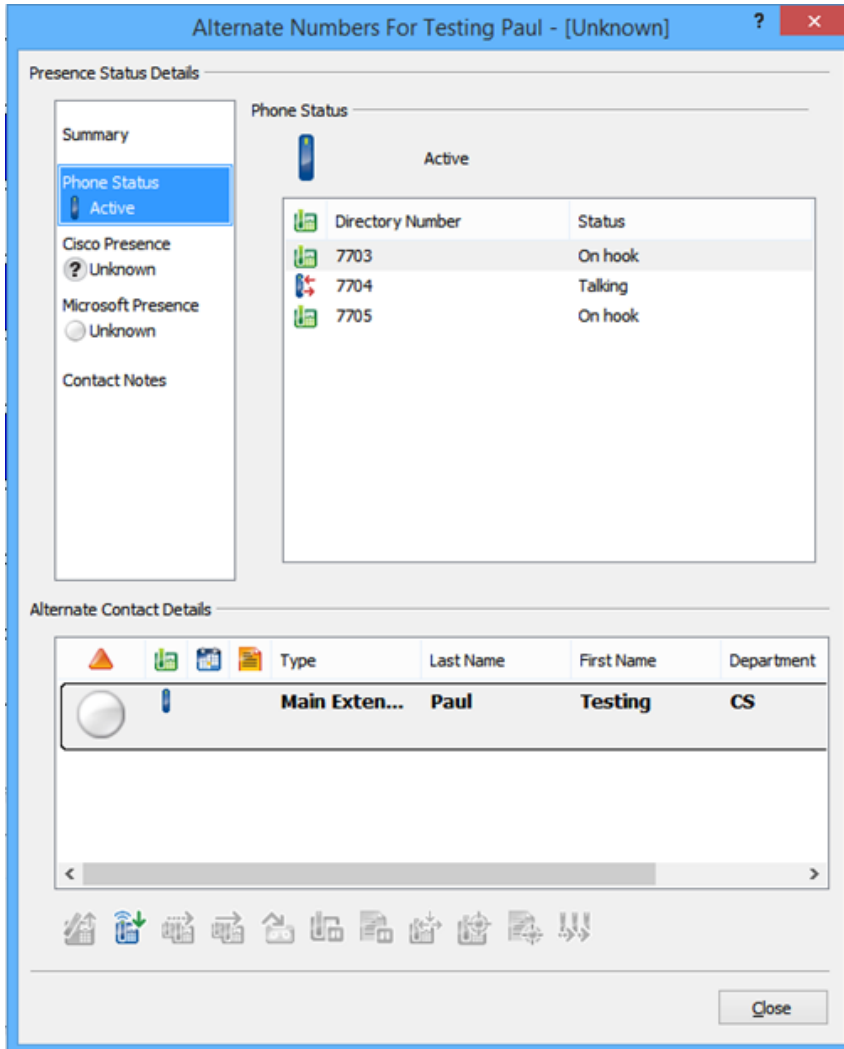 Alternate Numbers For Testing Paul - [Unknown] ? ×
Presence Status Details
Summary
Phone Status
Active
Cisco Presence
? Unknown
Microsoft Presence
Unknown
Contact Notes
Phone Status
Active
Directory Number Status
7703 On hook
7704 Talking
7705 On hook
Alternate Contact Details
Type Last Name First Name Department
Main Exten... Paul Testing CS
Close